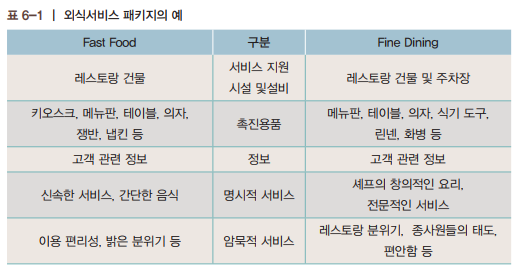 표 6-1 | 외식서비스 패키지의 예
Fast Food 구분 Fine Dining
레스토랑 건물 서비스 지원 레스토랑 건물 및 주차장
시설 및설비
키오스크, 메뉴판, 테이블, 의자, 촉진용품 메뉴판, 테이블, 의자, 식기 도구,
쟁반, 냅킨 등 린넨, 화병 등
고객 관련 정보 정보 고객 관련 정보
신속한 서비스, 간단한 음식 명시적 서비스 셰프의 창의적인 요리,
전문적인 서비스
이용 편리성, 밝은 분위기 등 암묵적 서비스 레스토랑 분위기, 종사원들의 태도,
편안함 등